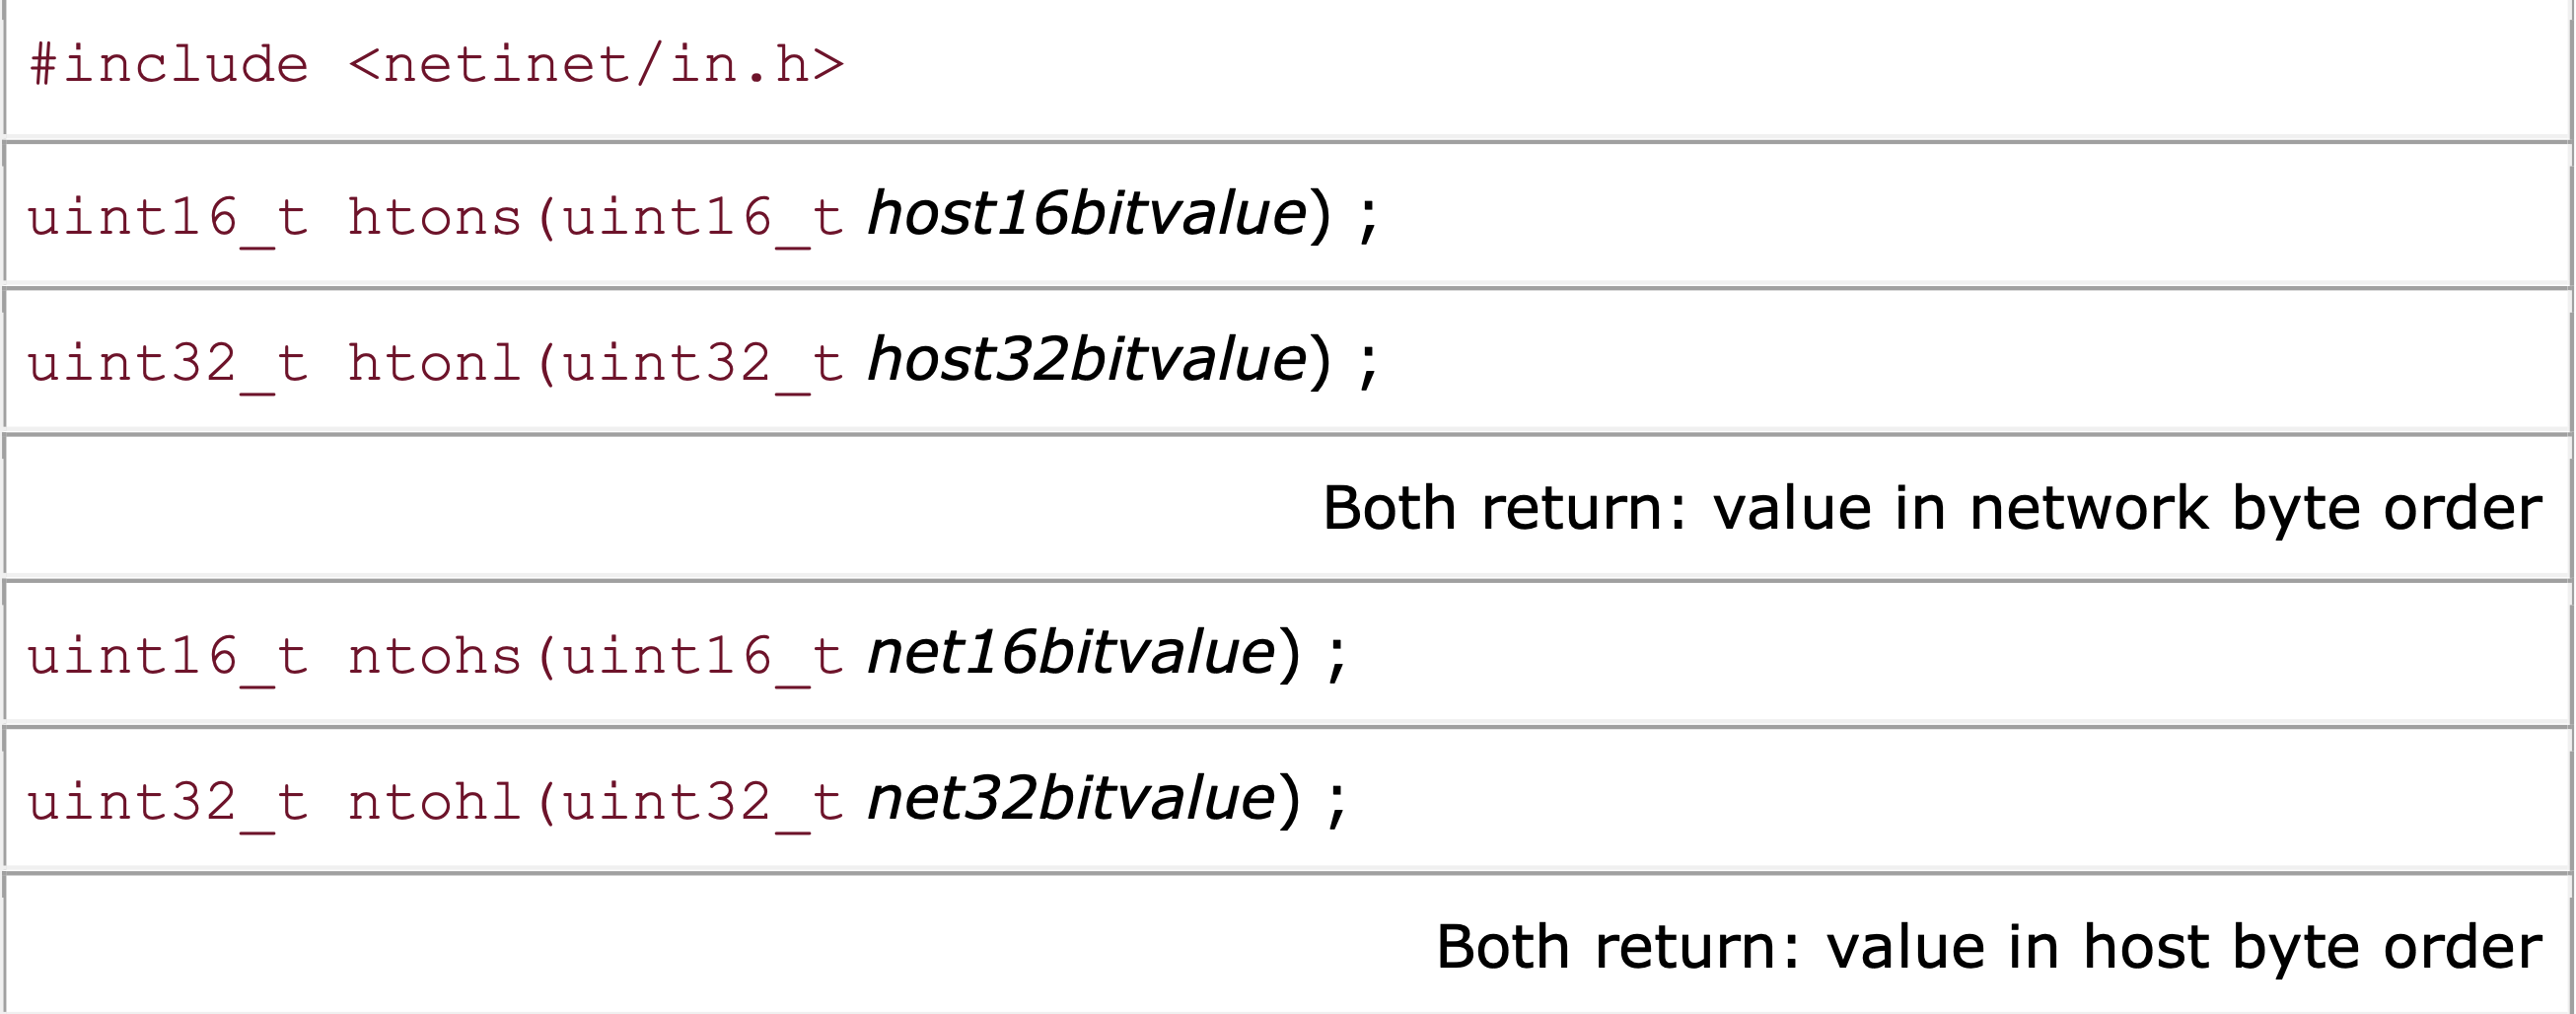 #include <netinet/in.h>
uint16_t htons(uint16_t host16bitvalue) ;
uint32_t htonl(uint32_t host32bitvalue) ;
Both return: value in network byte order
uint16_t ntohs(uint16_t net16bitvalue) ;
uint32_t ntohl(uint32_t net32bitvalue) ;
Both return: value in host byte order